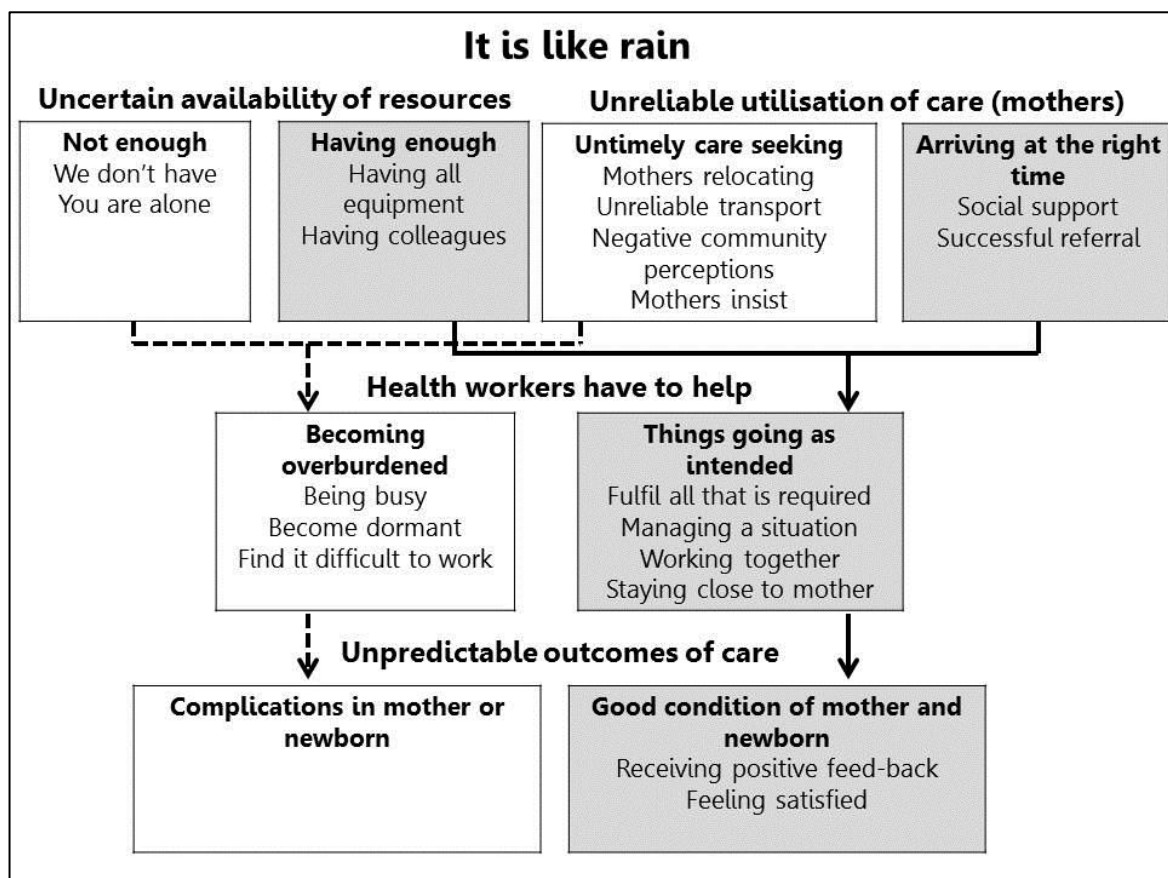 It is like rain
Uncertain availability of resources
Unreliable utilisation of care (mothers)
Not enough
We don't have
You are alone
Having enough
Having all
equipment
Having colleagues
Untimely care seeking
Mothers relocating
Unreliable transport
Negative community
perceptions
Mothers insist
Arriving at the right
time
Social support
Successful referral
Health workers have to help
Becoming
overburdened
Being busy
Become dormant
Find it difficult to work
Things going as
intended
Fulfil all that is required
Managing a situation
Working together
Staying close to mother
Unpredictable outcomes of care
Complications in mother or
newborn
Good condition of mother and
newborn
Receiving positive feed-back
Feeling satisfied